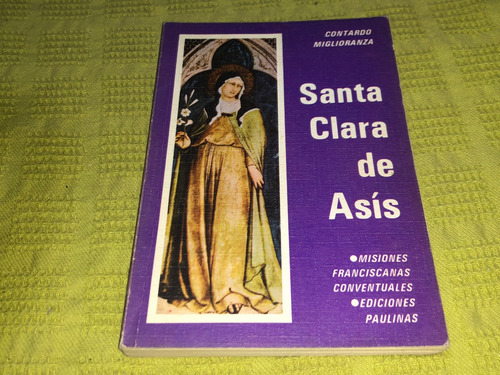 CONTARDO
MIGLIORANZA
Santa
Clara
de
Asís
●MISIONES
FRANCISCANAS
CONVENTUALES
●EDICIONES
PAULINAS